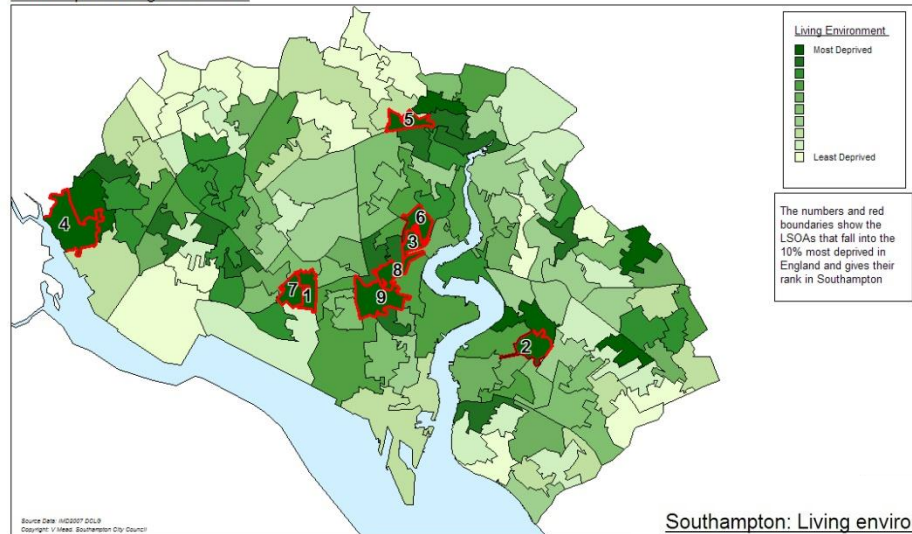 Living Environment
Most Deprived
Least Deprived
The numbers and red
boundaries show the
LSOAs that fall into the
10% most deprived in
England and gives their
rank in Southampton
5
6
4
3
8
7
1
9
2
Source Data: IMD2007 DCLG
Copyright: V Mead, Southampton City Council
Southampton: Living enviro